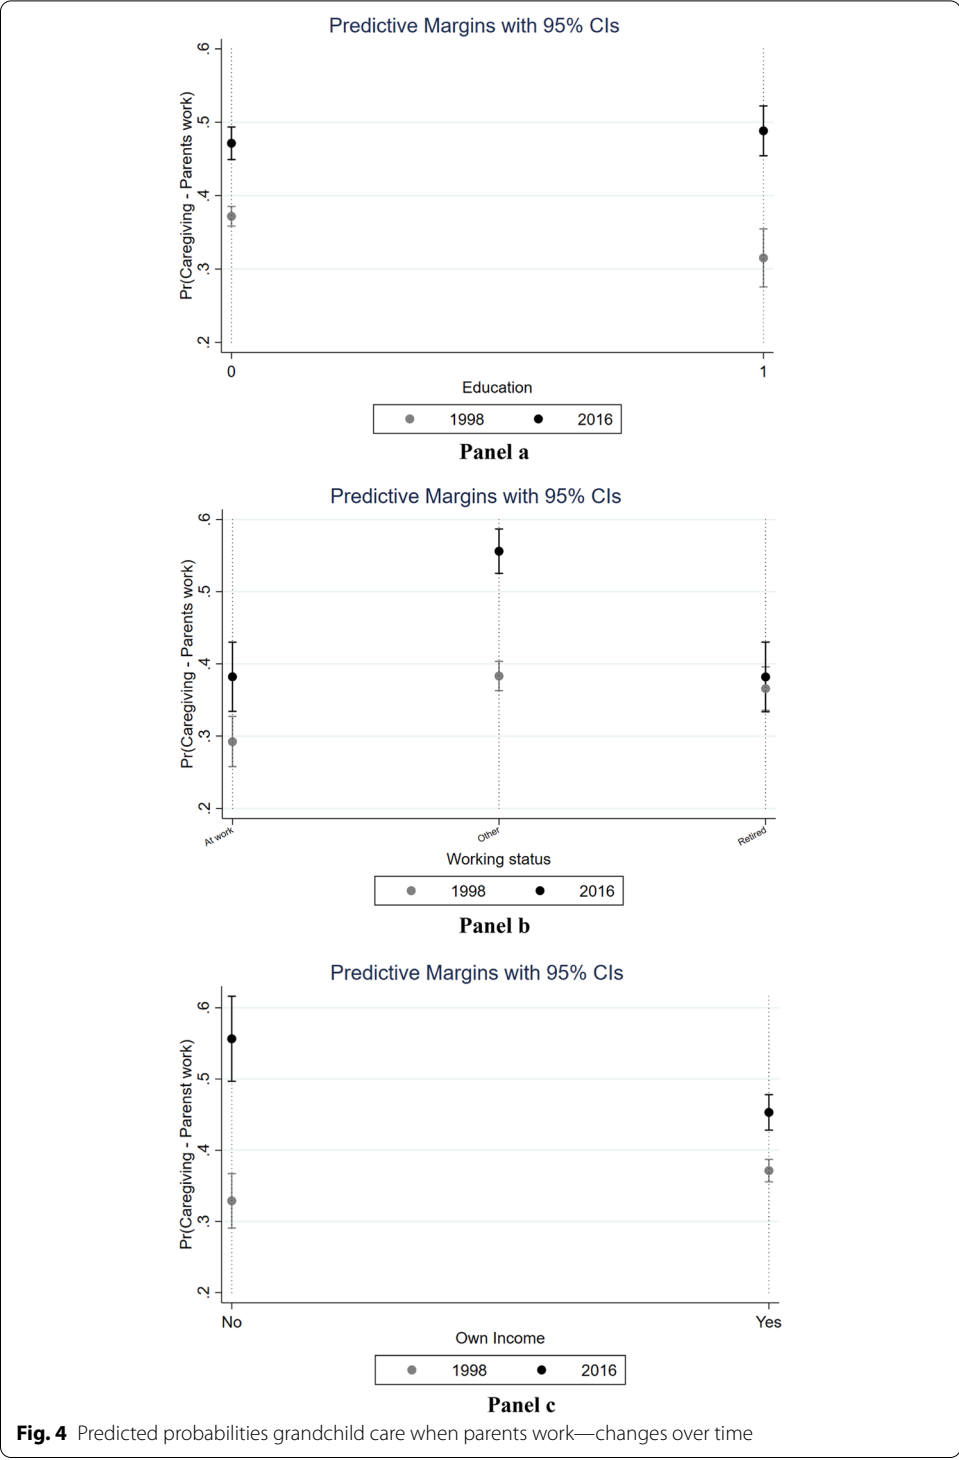 Predictive Margins with 95% CIs
Pr(Caregiving - Parents work)
.6
.5
.4
.3
.2
0 1
Education
1998 2016
Panel a
Predictive Margins with 95% CIs
Pr(Caregiving - Parents work)
.6
.5
.4
.3
.2
At work Other Retired
Working status
1998 2016
Panel b
Predictive Margins with 95% CIs
Pr(Caregiving - Parenst work)
.6
.5
.4
.3
.2
No Yes
Own Income
1998 2016
Panel c
Fig. 4 Predicted probabilities grandchild care when parents work—changes over time